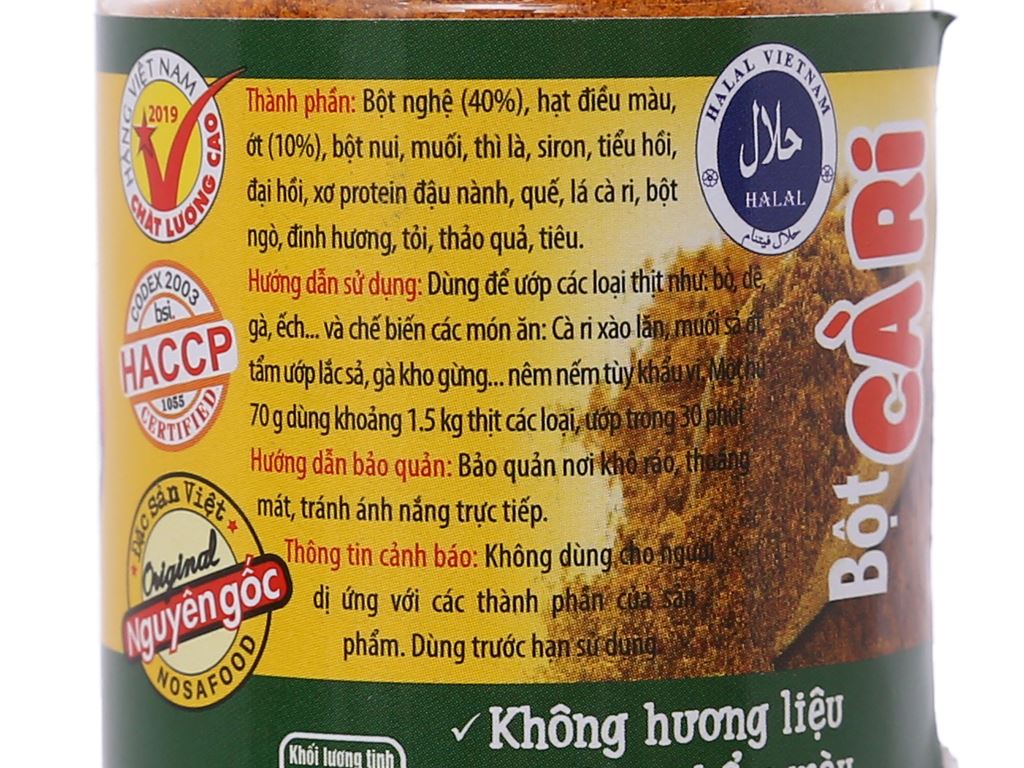 HÀNG VIỆT NAM
2019
CHẤT LƯỢNG CAO
CODEX 2003
bsi.
HACCP
1055
CERTIFIED
Đặc Sản Việt
Original
Nguyên gốc
NOSAFOOD
Thành phần: Bột nghệ (40%), hạt điều màu,
ớt (10%), bột nui, muối, thì là, siron, tiểu hồi,
đại hồi, xơ protein đậu nành, quế, lá cà ri, bột
ngò, đinh hương, tỏi, thảo quả, tiêu.
Hướng dẫn sử dụng: Dùng để ướp các loại thịt như: bò, dê,
gà, ếch... và chế biến các món ăn: Cà ri xào lăn, muối sả ớt,
tẩm ướp lắc sả, gà kho gừng... nêm nếm tùy khẩu vị. Một hũ
70 g dùng khoảng 1.5 kg thịt các loại, ướp trong 30 phút
Hướng dẫn bảo quản: Bảo quản nơi khô ráo, thoáng
mát, tránh ánh nắng trực tiếp.
Thông tin cảnh báo: Không dùng cho người
dị ứng với các thành phần của sản
phẩm. Dùng trước hạn sử dụng.
HALAL VIETNAM
حلال
HALAL
حلال فيتنام
Bột CÀ Ri
✓ Không hương liệu
Khối lượng tịnh